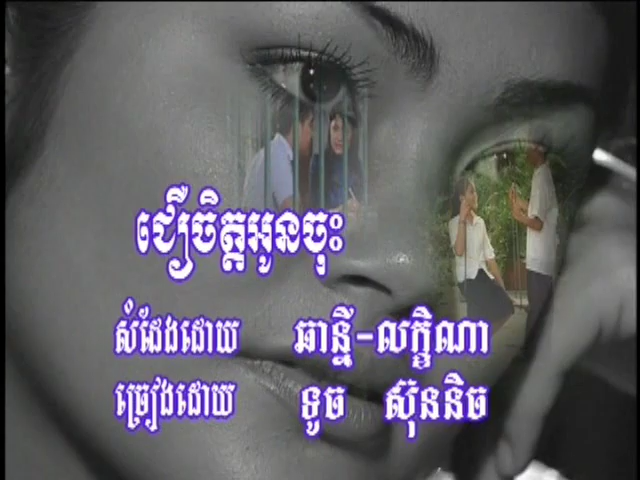 ជឿចិត្តអូនចុះ
សំដែងដោយ ឆាន្នី-លក្ខិណា
ច្រៀងដោយ ទូច ស៊ុននិច